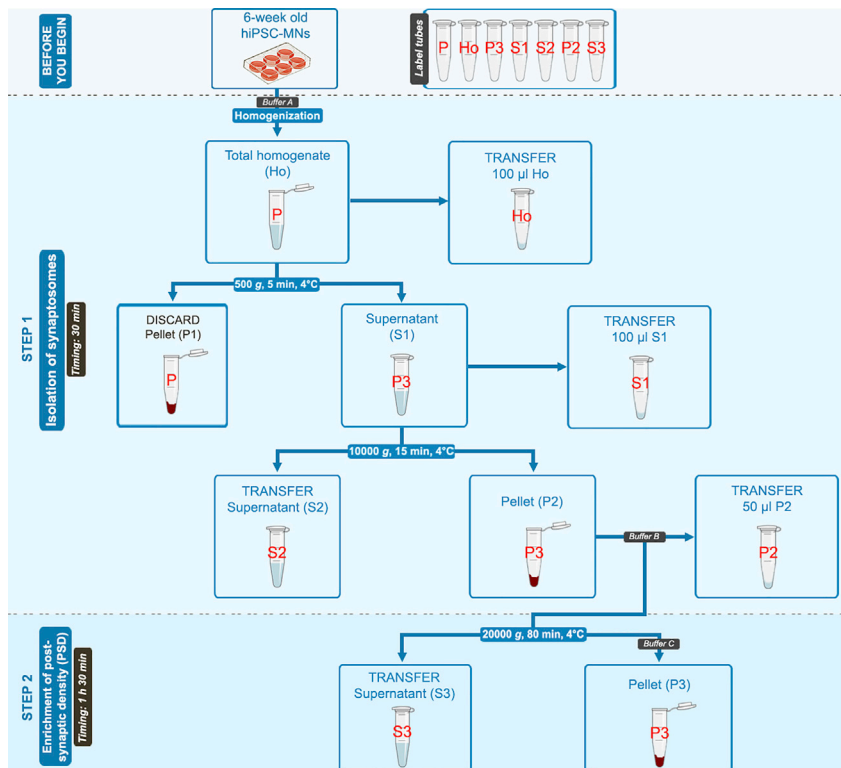 BEFORE
YOU BEGIN
6-week old
hiPSC-MNs
Label tubes
P Ho P3 S1 S2 P2 S3
Buffer A
Homogenization
STEP 1
Isolation of synaptosomes
Timing: 30 min
Total homogenate
(Ho)
P
TRANSFER
100 µl Ho
Ho
500 g, 5 min, 4°C
DISCARD
Pellet (P1)
P
Supernatant
(S1)
P3
TRANSFER
100 µl S1
S1
10000 g, 15 min, 4°C
TRANSFER
Supernatant (S2)
S2
Pellet (P2)
P3
Buffer B
TRANSFER
50 µl P2
P2
STEP 2
Enrichment of post-
synaptic density (PSD)
Timing: 1 h 30 min
20000 g, 80 min, 4°C
Buffer C
TRANSFER
Supernatant (S3)
S3
Pellet (P3)
P3